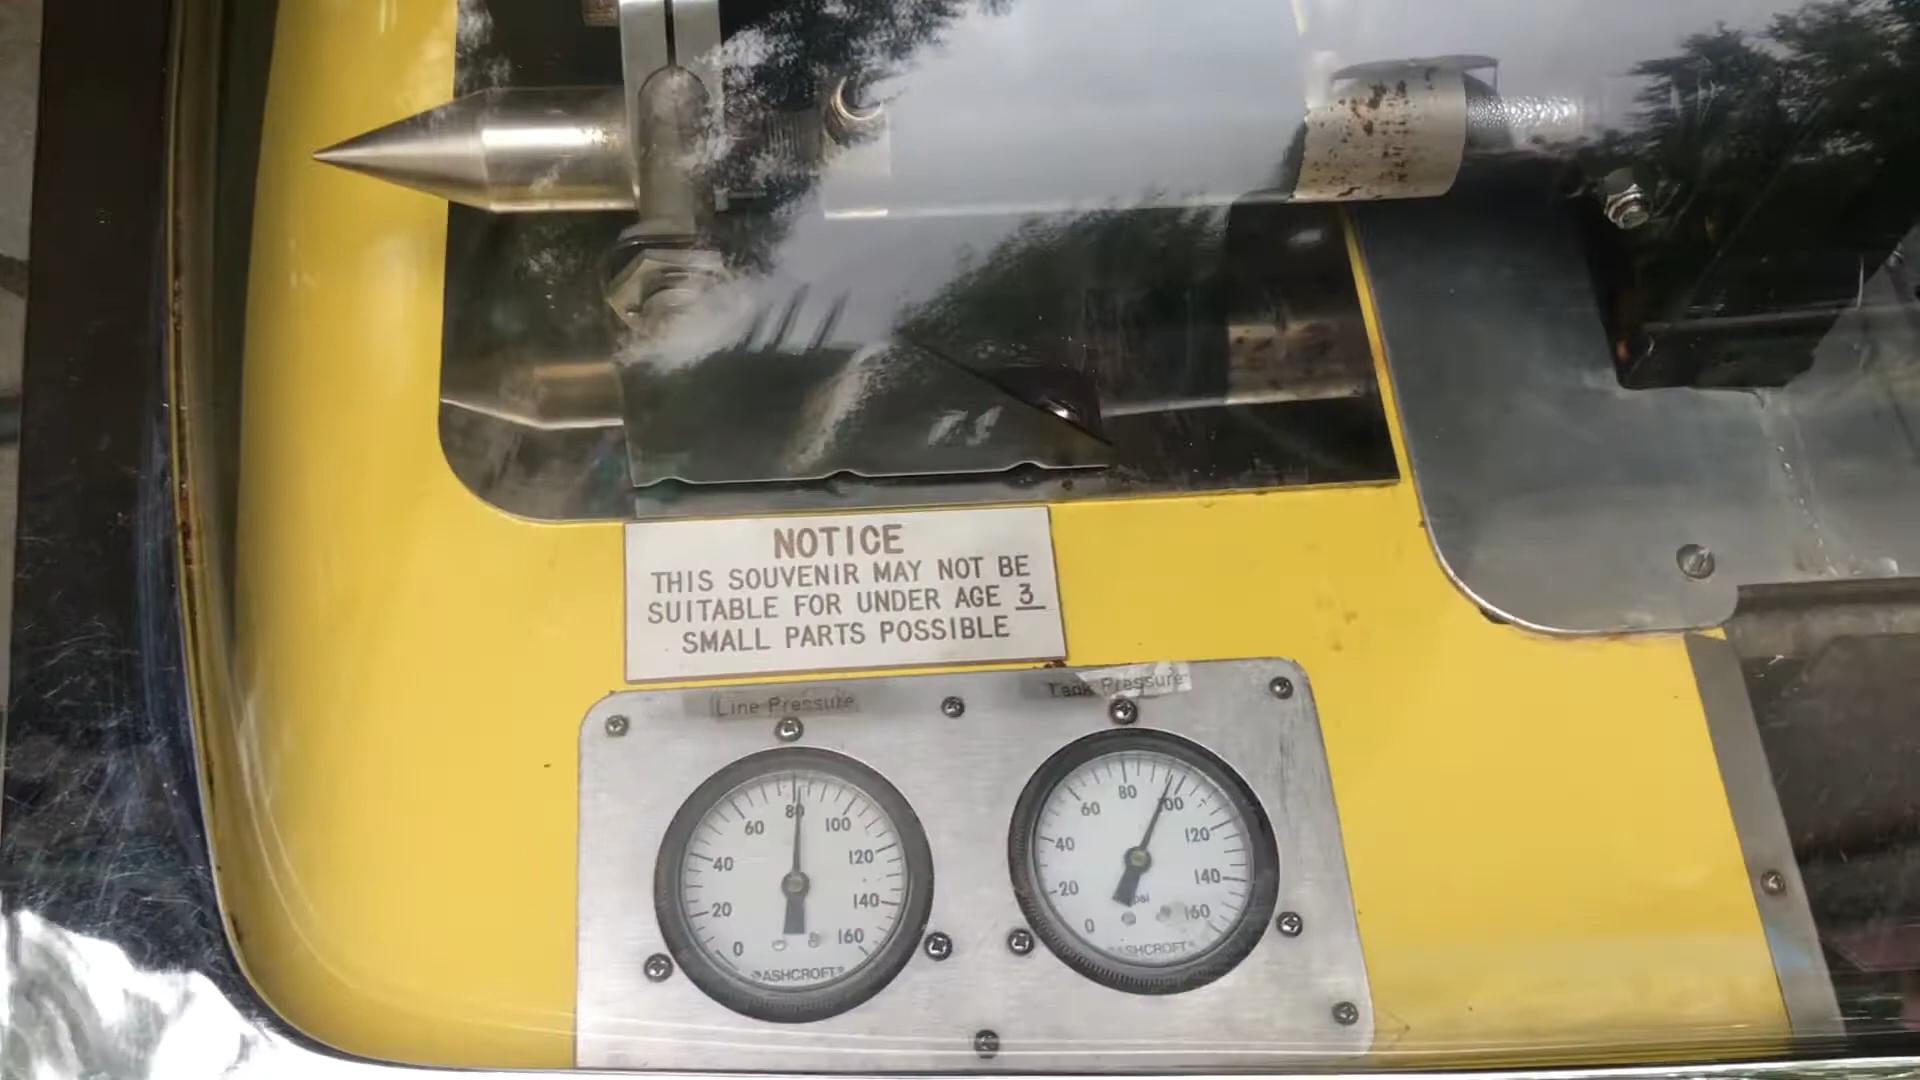 NOTICE
THIS SOUVENIR MAY NOT BE
SUITABLE FOR UNDER AGE 3
SMALL PARTS POSSIBLE
Line Pressure
Tank Pressure
0 20 40 60 80 100 120 140 160
ASHCROFT®
0 20 40 60 80 100 120 140 160
psi
ASHCROFT®